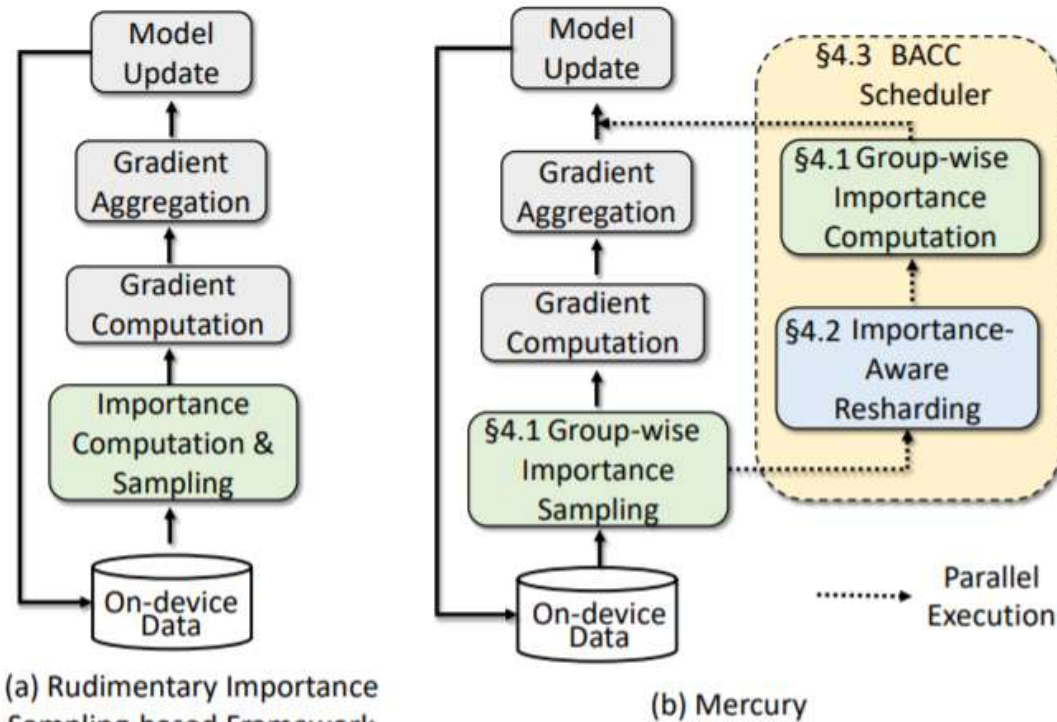 Model
Update
Gradient
Aggregation
Gradient
Computation
Importance
Computation &
Sampling
On-device
Data
(a) Rudimentary Importance
Sampling-based Framework
Model
Update
Gradient
Aggregation
Gradient
Computation
§4.1 Group-wise
Importance
Sampling
On-device
Data
§4.3 BACC
Scheduler
§4.1 Group-wise
Importance
Computation
§4.2 Importance-
Aware
Resharding
Parallel
Execution
(b) Mercury